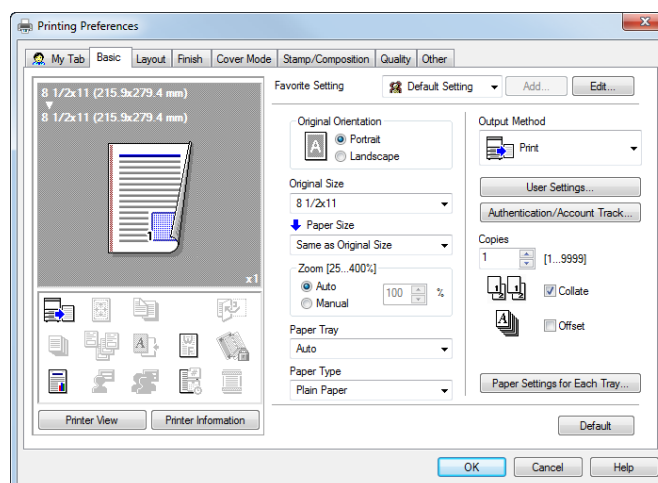 Printing Preferences
My Tab Basic Layout Finish Cover Mode Stamp/Composition Quality Other
8 1/2x11 (215.9x279.4 mm)
8 1/2x11 (215.9x279.4 mm)
1
x1
Printer View Printer Information
Favorite Setting Default Setting Add... Edit...
Original Orientation
A
Portrait
Landscape
Original Size
8 1/2x11
Paper Size
Same as Original Size
Zoom [25...400%]
Auto
Manual
100 %
Paper Tray
Auto
Paper Type
Plain Paper
Output Method
Print
User Settings...
Authentication/Account Track...
Copies
1 [1...9999]
Collate
Offset
Paper Settings for Each Tray...
Default
OK Cancel Help